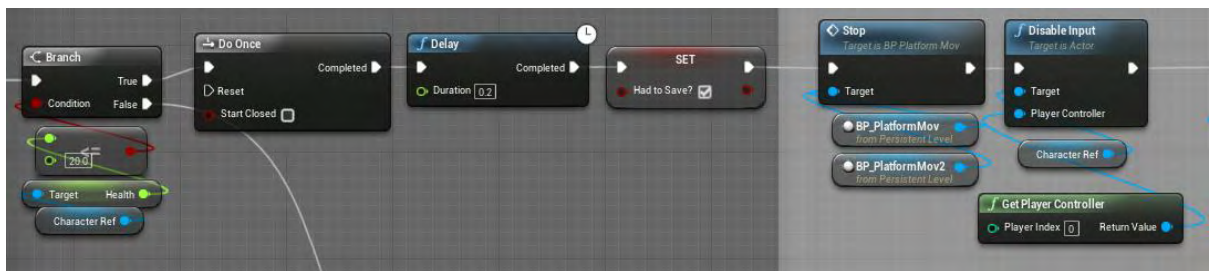 Branch
True
Condition
False
<=
20.0
Target
Health
Character Ref
Do Once
Completed
Reset
Start Closed
Delay
Completed
Duration 0.2
SET
Had to Save?
Stop
Target is BP Platform Mov
Target
BP_PlatformMov
from Persistent Level
BP_PlatformMov2
from Persistent Level
Disable Input
Target is Actor
Target
Player Controller
Character Ref
Get Player Controller
Player Index 0
Return Value